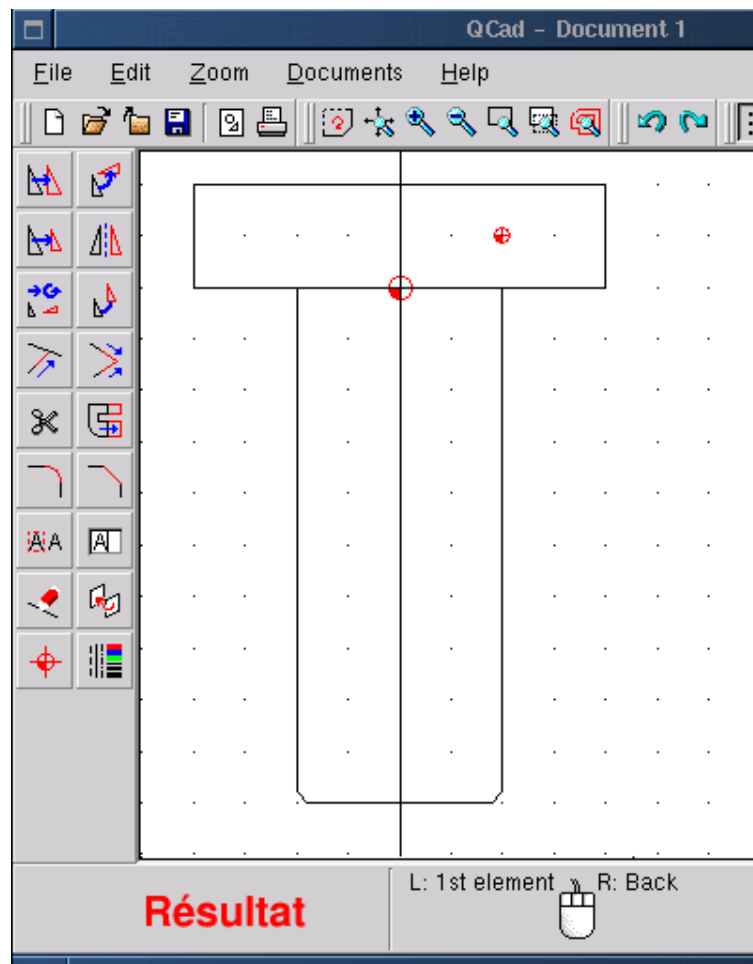 QCad – Document 1
File Edit Zoom Documents Help
L: 1st element R: Back
Résultat